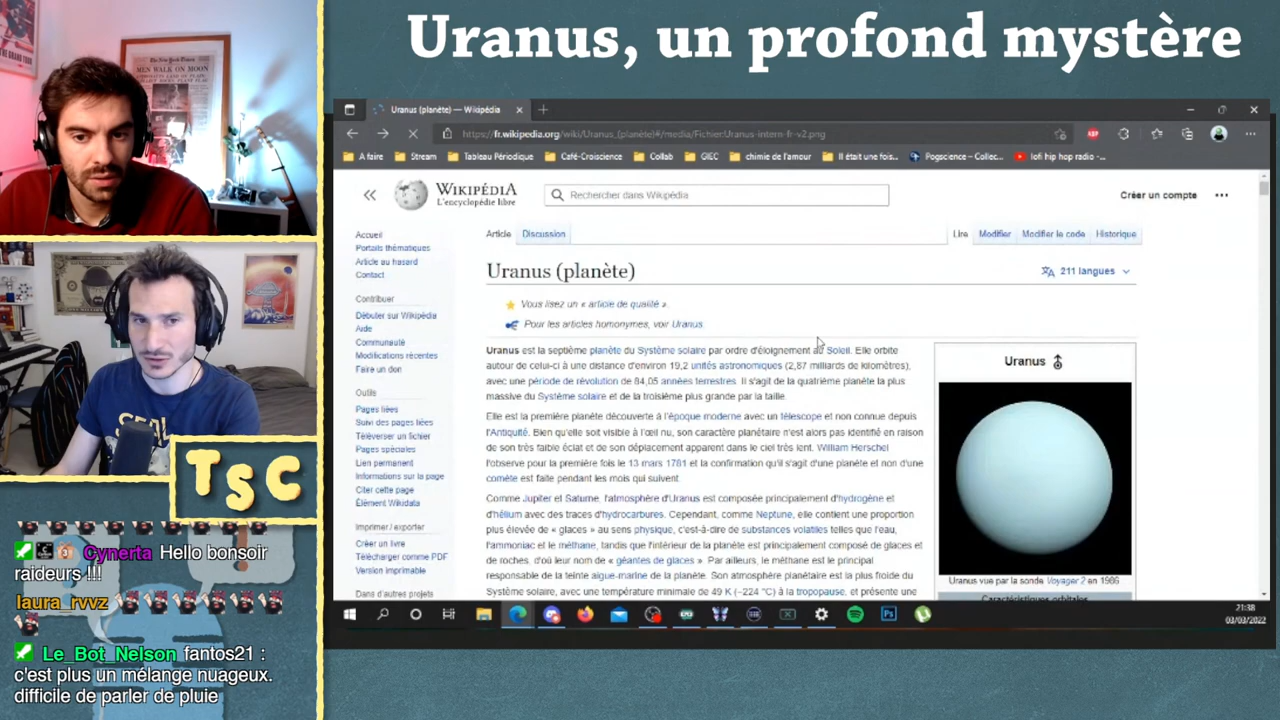 Uranus, un profond mystère
The New York Times
MEN WALK ON MOON
Uranus (planète) — Wikipédia
https://fr.wikipedia.org/wiki/Uranus_(planète)#/media/Fichier:Uranus-intern-fr-v2.png
A faire
Stream
Tableau Périodique
Café-Croiscience
Collab
GIEC
chimie de l'amour
Il était une fois...
Pogscience – Collec...
lofi hip hop radio -...
WIKIPÉDIA
L'encyclopédie libre
Rechercher dans Wikipédia
Créer un compte
Accueil
Portails thématiques
Article au hasard
Contact
Contribuer
Débuter sur Wikipédia
Aide
Communauté
Modifications récentes
Faire un don
Outils
Pages liées
Suivi des pages liées
Téléverser un fichier
Pages spéciales
Lien permanent
Informations sur la page
Citer cette page
Élément Wikidata
Imprimer / exporter
Créer un livre
Télécharger comme PDF
Version imprimable
Dans d'autres projets
Article Discussion
Lire Modifier Modifier le code Historique
Uranus (planète)
211 langues
Vous lisez un « article de qualité ».
Pour les articles homonymes, voir Uranus.
Uranus est la septième planète du Système solaire par ordre d'éloignement au Soleil. Elle orbite
autour de celui-ci à une distance d'environ 19,2 unités astronomiques (2,87 milliards de kilomètres),
avec une période de révolution de 84,05 années terrestres. Il s'agit de la quatrième planète la plus
massive du Système solaire et de la troisième plus grande par la taille.
Elle est la première planète découverte à l'époque moderne avec un télescope et non connue depuis
l'Antiquité. Bien qu'elle soit visible à l'œil nu, son caractère planétaire n'est alors pas identifié en raison
de son très faible éclat et de son déplacement apparent dans le ciel très lent. William Herschel
l'observe pour la première fois le 13 mars 1781 et la confirmation qu'il s'agit d'une planète et non d'une
comète est faite pendant les mois qui suivent.
Comme Jupiter et Saturne, l'atmosphère d'Uranus est composée principalement d'hydrogène et
d'hélium avec des traces d'hydrocarbures. Cependant, comme Neptune, elle contient une proportion
plus élevée de « glaces » au sens physique, c'est-à-dire de substances volatiles telles que l'eau,
l'ammoniac et le méthane, tandis que l'intérieur de la planète est principalement composé de glaces et
de roches, d'où leur nom de « géantes de glaces ». Par ailleurs, le méthane est le principal
responsable de la teinte aigue-marine de la planète. Son atmosphère planétaire est la plus froide du
Système solaire, avec une température minimale de 49 K (−224 °C) à la tropopause, et présente une
Uranus
Uranus vue par la sonde Voyager 2 en 1986
Caractéristiques orbitales
21:38
03/03/2022
TSC
Cynerta Hello bonsoir
raideurs !!!
laura_rvvz
Le_Bot_Nelson fantos21 :
c'est plus un mélange nuageux.
difficile de parler de pluie